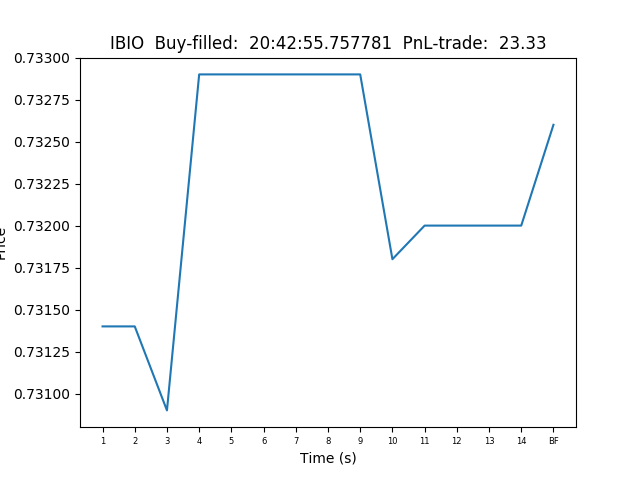 IBIO  Buy-filled:  20:42:55.757781  PnL-trade:  23.33
0.73300
0.73275
0.73250
0.73225
0.73200
0.73175
0.73150
0.73125
0.73100
Price
1 2 3 4 5 6 7 8 9 10 11 12 13 14 BF
Time (s)